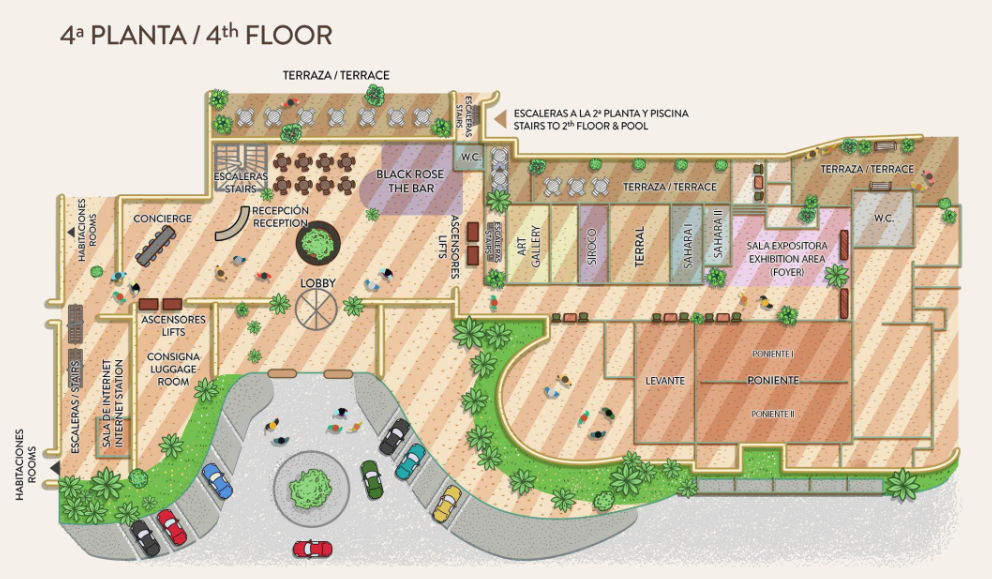 4ª PLANTA / 4th FLOOR
TERRAZA / TERRACE
ESCALERAS
STAIRS
ESCALERAS A LA 2ª PLANTA Y PISCINA
STAIRS TO 2th FLOOR & POOL
W.C.
ESCALERAS
STAIRS
BLACK ROSE
THE BAR
TERRAZA / TERRACE
TERRAZA / TERRACE
HABITACIONES
ROOMS
CONCIERGE
RECEPCIÓN
RECEPTION
ASCENSORES
LIFTS
ESCALERAS
STAIRS
ART
GALLERY
SIROCO
TERRAL
SAHARA I
SAHARA II
SALA EXPOSITORA
EXHIBITION AREA
(FOYER)
W.C.
LOBBY
ASCENSORES
LIFTS
CONSIGNA
LUGGAGE
ROOM
ESCALERAS / STAIRS
SALA DE INTERNET
INTERNET STATION
LEVANTE
PONIENTE I
PONIENTE
PONIENTE II
HABITACIONES
ROOMS